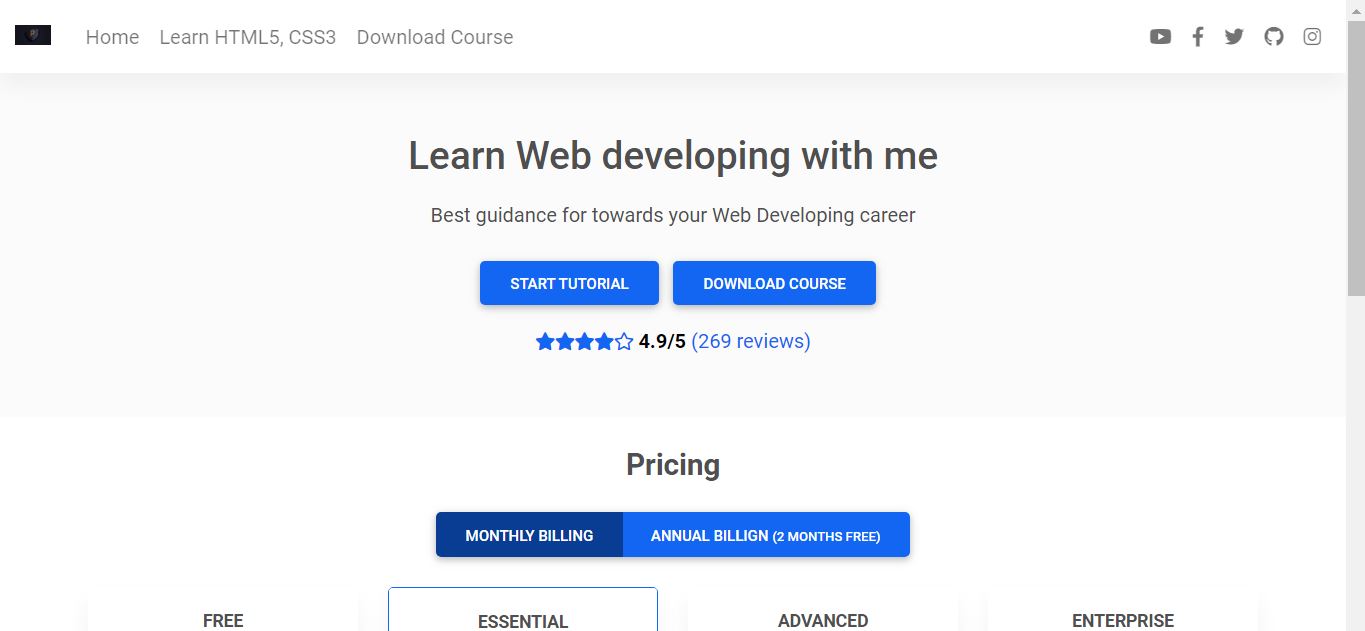 Home Learn HTML5, CSS3 Download Course
Learn Web developing with me
Best guidance for towards your Web Developing career
START TUTORIAL DOWNLOAD COURSE
4.9/5 (269 reviews)
Pricing
MONTHLY BILLING ANNUAL BILLIGN (2 MONTHS FREE)
FREE ESSENTIAL ADVANCED ENTERPRISE